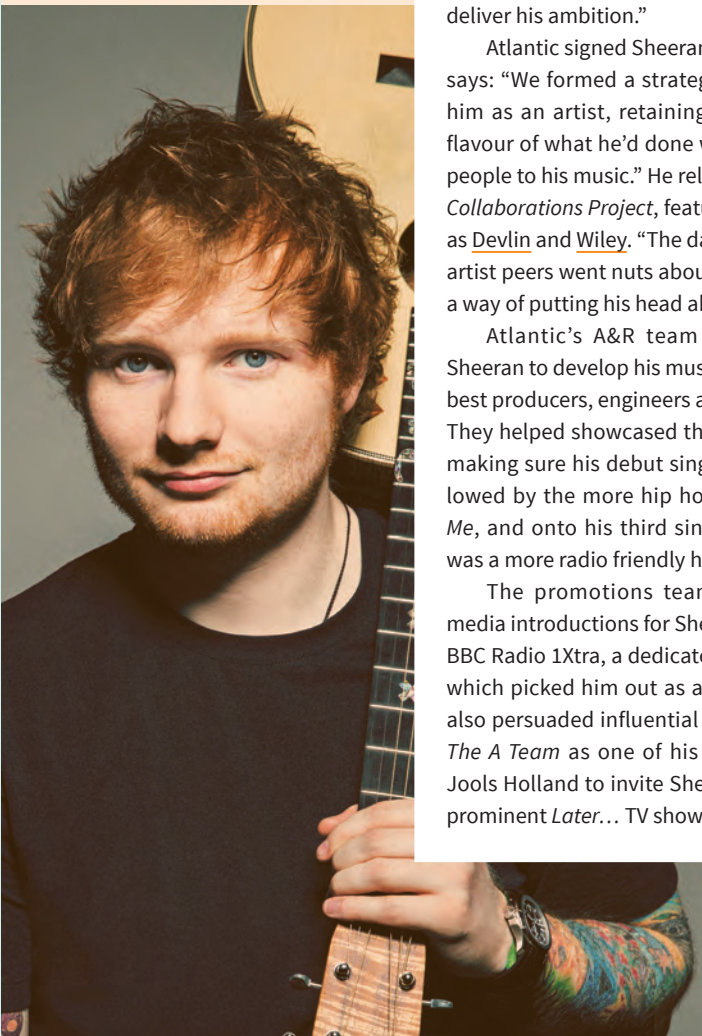 deliver his ambition.”
Atlantic signed Sheeran
says: “We formed a strateg
him as an artist, retaining
flavour of what he’d done w
people to his music.” He rel
Collaborations Project, featu
as Devlin and Wiley. “The da
artist peers went nuts abou
a way of putting his head al
Atlantic’s A&R team
Sheeran to develop his mus
best producers, engineers a
They helped showcased th
making sure his debut sing
lowed by the more hip ho
Me, and onto his third sin
was a more radio friendly h
The promotions tear
media introductions for She
BBC Radio 1Xtra, a dedicate
which picked him out as a
also persuaded influential
The A Team as one of his
Jools Holland to invite She
prominent Later… TV show